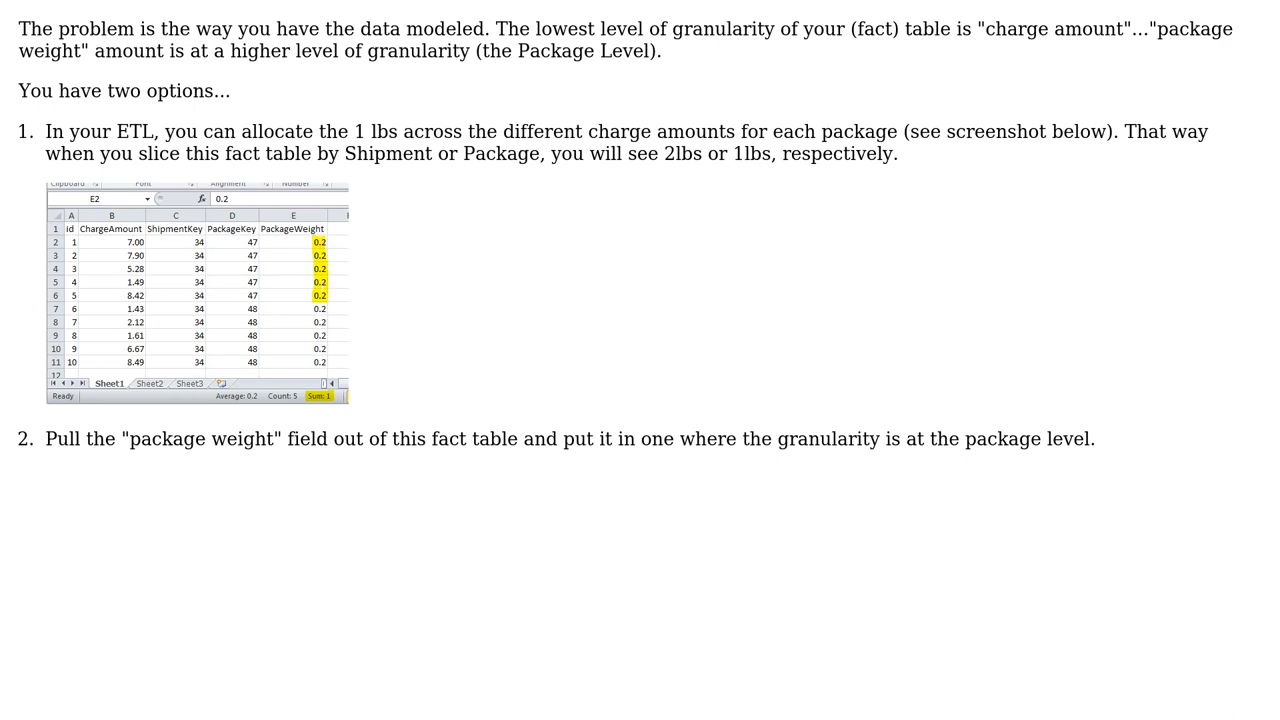 The problem is the way you have the data modeled. The lowest level of granularity of your (fact) table is "charge amount"..."package
weight" amount is at a higher level of granularity (the Package Level).
You have two options...
1. In your ETL, you can allocate the 1 lbs across the different charge amounts for each package (see screenshot below). That way
when you slice this fact table by Shipment or Package, you will see 2lbs or 1lbs, respectively.
Clipboard Font Alignment Number
E2 fx 0.2
A B C D E
1 id ChargeAmount ShipmentKey PackageKey PackageWeight
2 1 7.00 34 47 0.2
3 2 7.90 34 47 0.2
4 3 5.28 34 47 0.2
5 4 1.49 34 47 0.2
6 5 8.42 34 47 0.2
7 6 1.43 34 48 0.2
8 7 2.12 34 48 0.2
9 8 1.61 34 48 0.2
10 9 6.67 34 48 0.2
11 10 8.49 34 48 0.2
12
Sheet1 Sheet2 Sheet3
Ready Average: 0.2 Count: 5 Sum: 1
2. Pull the "package weight" field out of this fact table and put it in one where the granularity is at the package level.